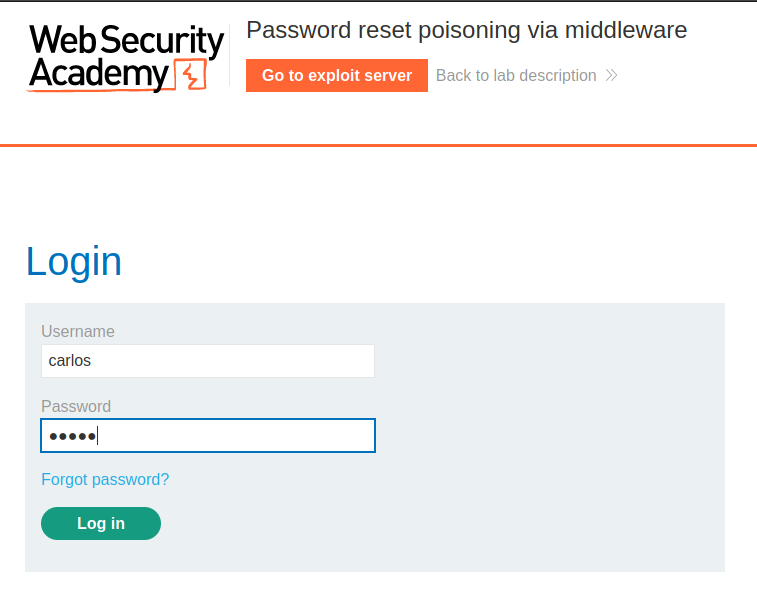 Web Security
Academy
Password reset poisoning via middleware
Go to exploit server
Back to lab description
Login
Username
carlos
Password
•••••
Forgot password?
Log in